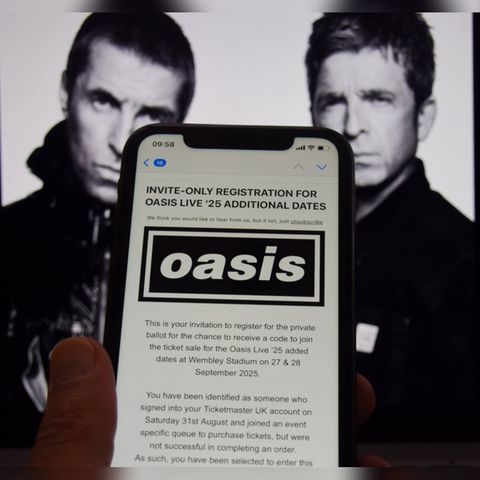 09:58
16
INVITE-ONLY REGISTRATION FOR
OASIS LIVE ‘25 ADDITIONAL DATES
We think you would like to hear from us, but if not, just unsubscribe
oasis
This is your invitation to register for the private
ballot for the chance to receive a code to join
the ticket sale for the Oasis Live ‘25 added
dates at Wembley Stadium on 27 & 28
September 2025.
You have been identified as someone who
signed into your Ticketmaster UK account on
Saturday 31st August and joined an event
specific queue to purchase tickets, but were
not successful in completing an order.
As such, you have been selected to enter this